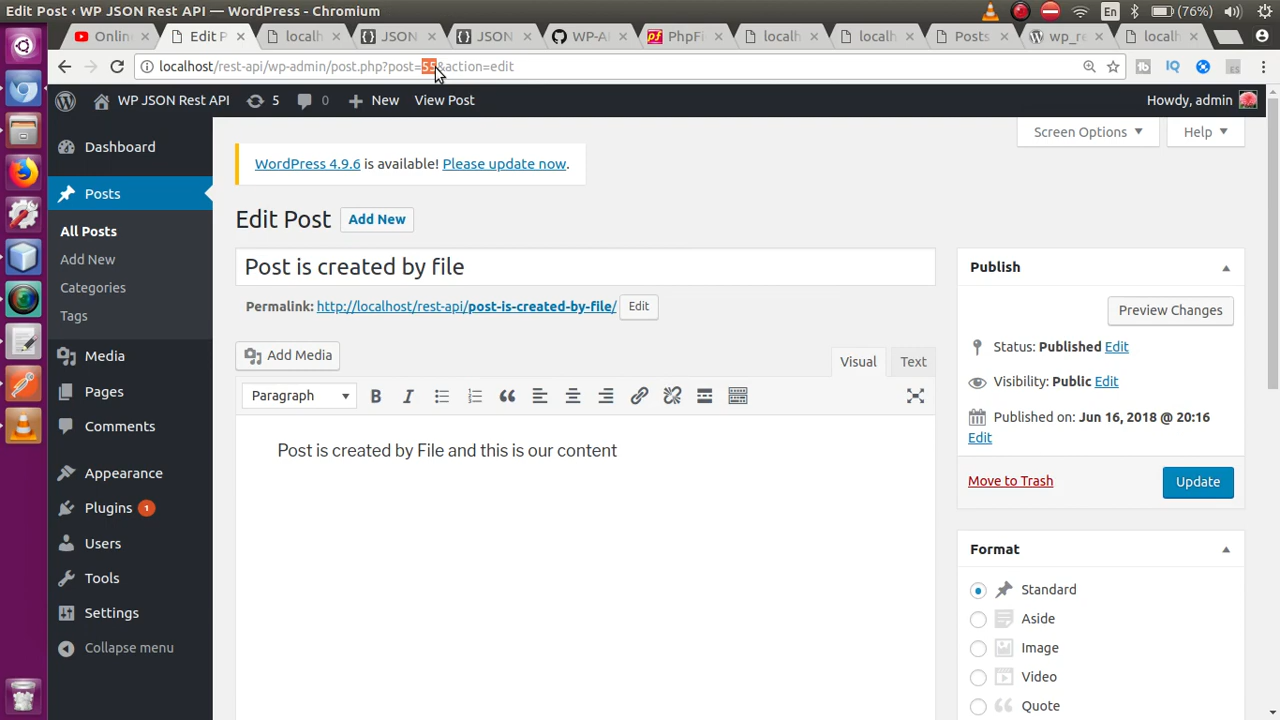 Edit Post ‹ WP JSON Rest API — WordPress - Chromium
En
(76%)
Online
Edit P
localh
JSON
JSON
WP-A
PhpFi
localh
localh
Posts
wp_re
localh
localhost/rest-api/wp-admin/post.php?post=55&action=edit
WP JSON Rest API
5
0
New
View Post
Howdy, admin
Dashboard
Posts
All Posts
Add New
Categories
Tags
Media
Pages
Comments
Appearance
Plugins 1
Users
Tools
Settings
Collapse menu
Screen Options
Help
WordPress 4.9.6 is available! Please update now.
Edit Post
Add New
Post is created by file
Permalink: http://localhost/rest-api/post-is-created-by-file/
Edit
Add Media
Visual
Text
Paragraph
B
I
Post is created by File and this is our content
Publish
Preview Changes
Status: Published Edit
Visibility: Public Edit
Published on: Jun 16, 2018 @ 20:16
Edit
Move to Trash
Update
Format
Standard
Aside
Image
Video
Quote